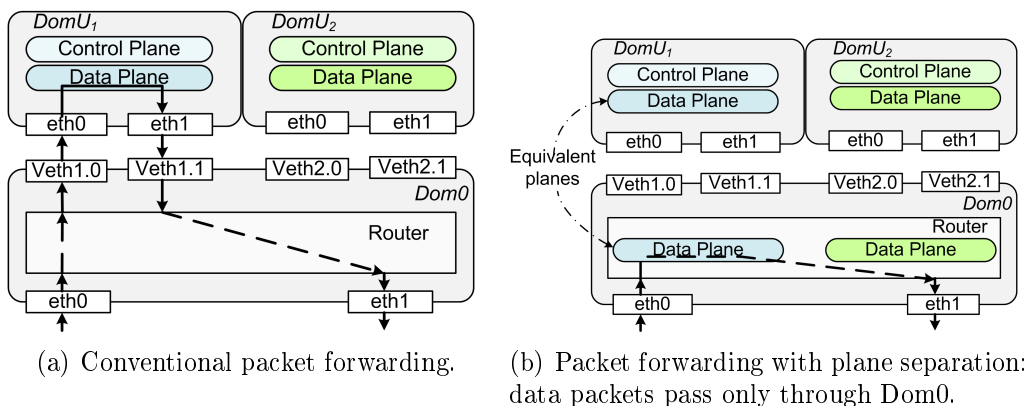 DomU1
DomU2
Control Plane
Control Plane
Data Plane
Data Plane
eth0
eth1
eth0
eth1
Veth1.0
Veth1.1
Veth2.0
Veth2.1
Dom0
Router
eth0
eth1
(a) Conventional packet forwarding.
DomU1
DomU2
Control Plane
Control Plane
Data Plane
Data Plane
eth0
eth1
eth0
eth1
Equivalent
planes
Veth1.0
Veth1.1
Veth2.0
Veth2.1
Dom0
Router
Data Plane
Data Plane
eth0
eth1
(b) Packet forwarding with plane separation:
data packets pass only through Dom0.